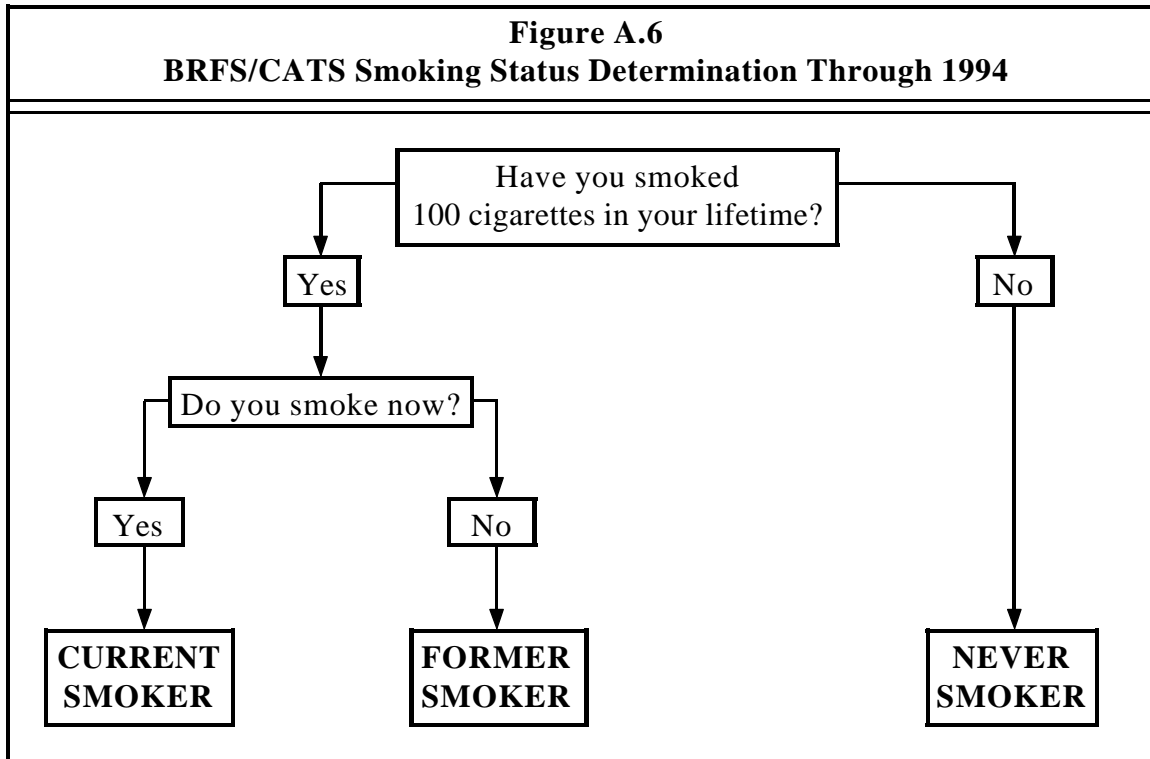 Figure A.6
BRFS/CATS Smoking Status Determination Through 1994
Have you smoked
100 cigarettes in your lifetime?
Yes
No
Do you smoke now?
Yes
No
CURRENT
SMOKER
FORMER
SMOKER
NEVER
SMOKER